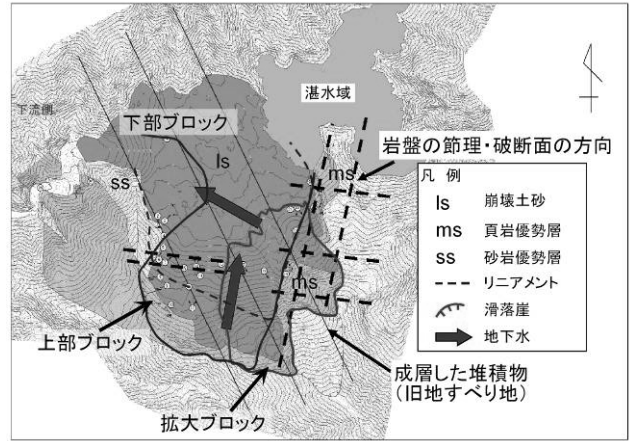 湛水域
下流側
下部ブロック
岩盤の節理・破断面の方向
ls
ms
ss
凡 例
ls 崩壊土砂
ms 頁岩優勢層
ss 砂岩優勢層
リニアメント
滑落崖
地下水
ms
上部ブロック
成層した堆積物
(旧地すべり地)
拡大ブロック